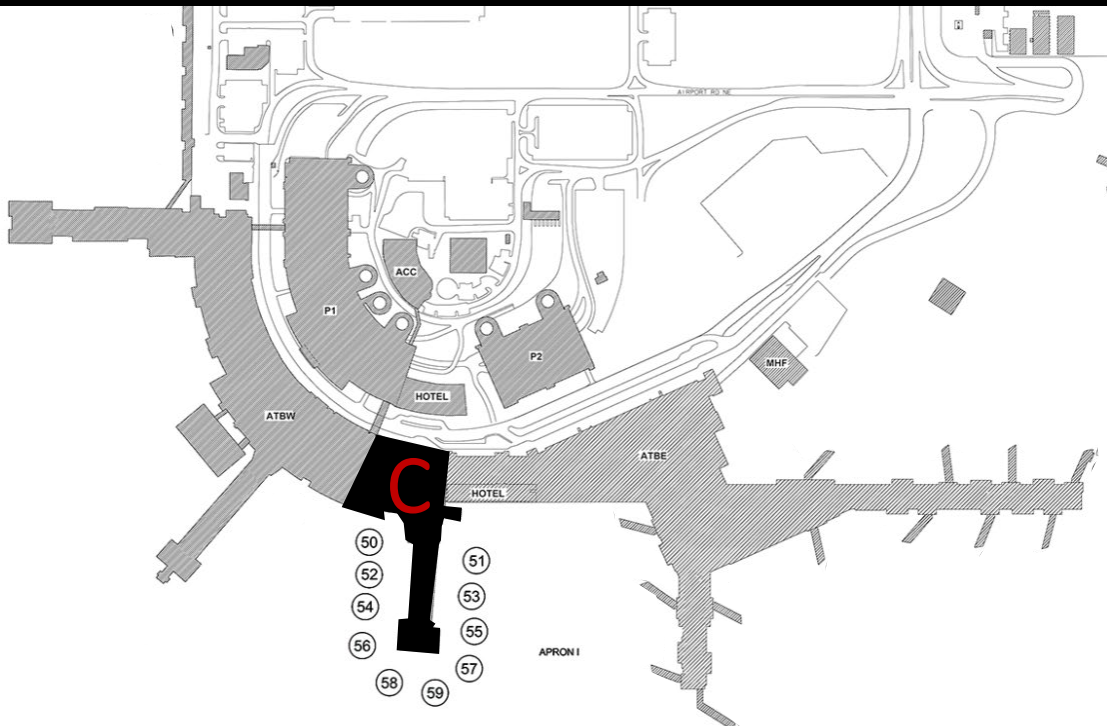 AIRPORT RD NE
ACC
P1
P2
MHF
HOTEL
ATBW
ATBE
C
HOTEL
50
51
52
53
54
55
56
APRON I
57
58
59